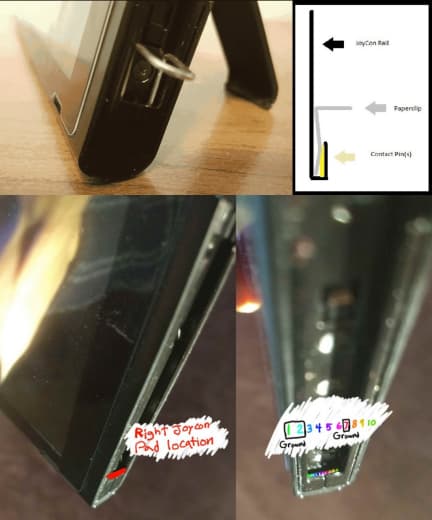 JoyCon Rail
Paperclip
Contact Pin(s)
Right Joycon
Pad location
1 2 3 4 5 6 7 8 9 10
Ground
Ground